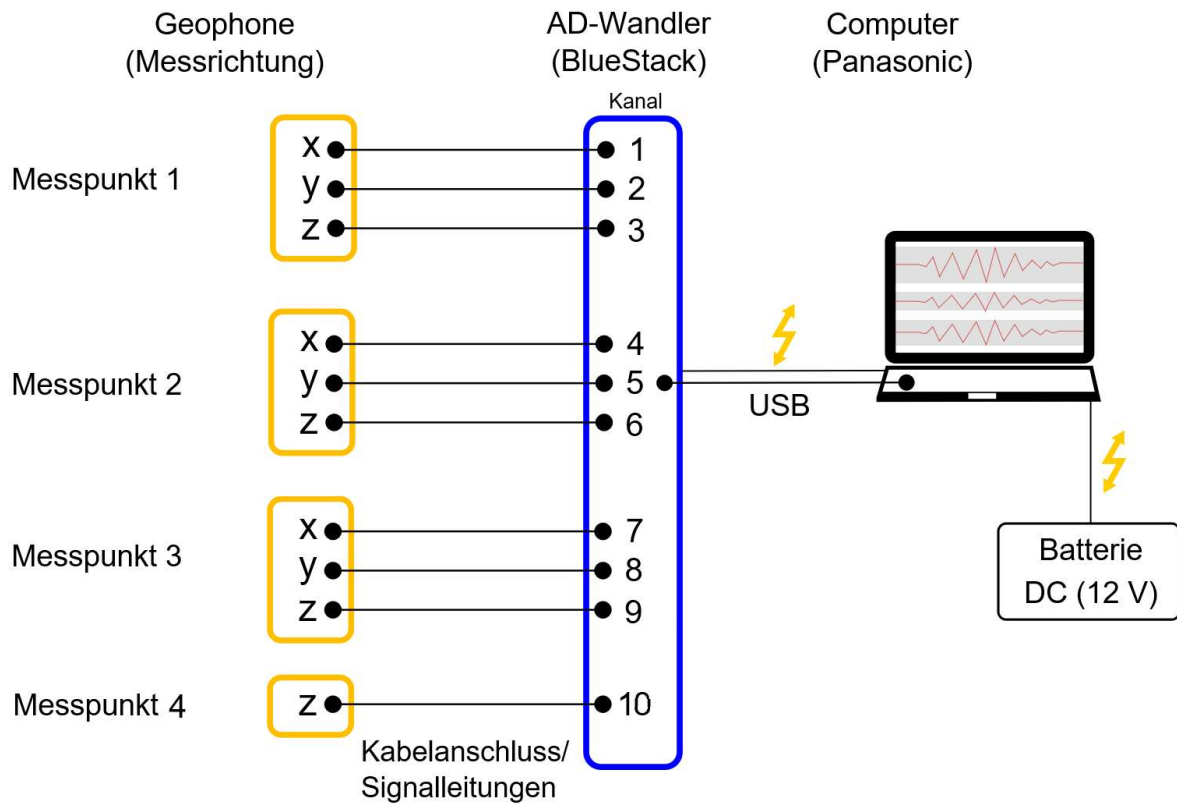 Geophone
(Messrichtung)
AD-Wandler
(BlueStack)
Computer
(Panasonic)
Kanal
Messpunkt 1
x 1
y 2
z 3
Messpunkt 2
x 4
y 5
z 6
USB
Messpunkt 3
x 7
y 8
z 9
Batterie
DC (12 V)
Messpunkt 4
z 10
Kabelanschluss/
Signalleitungen